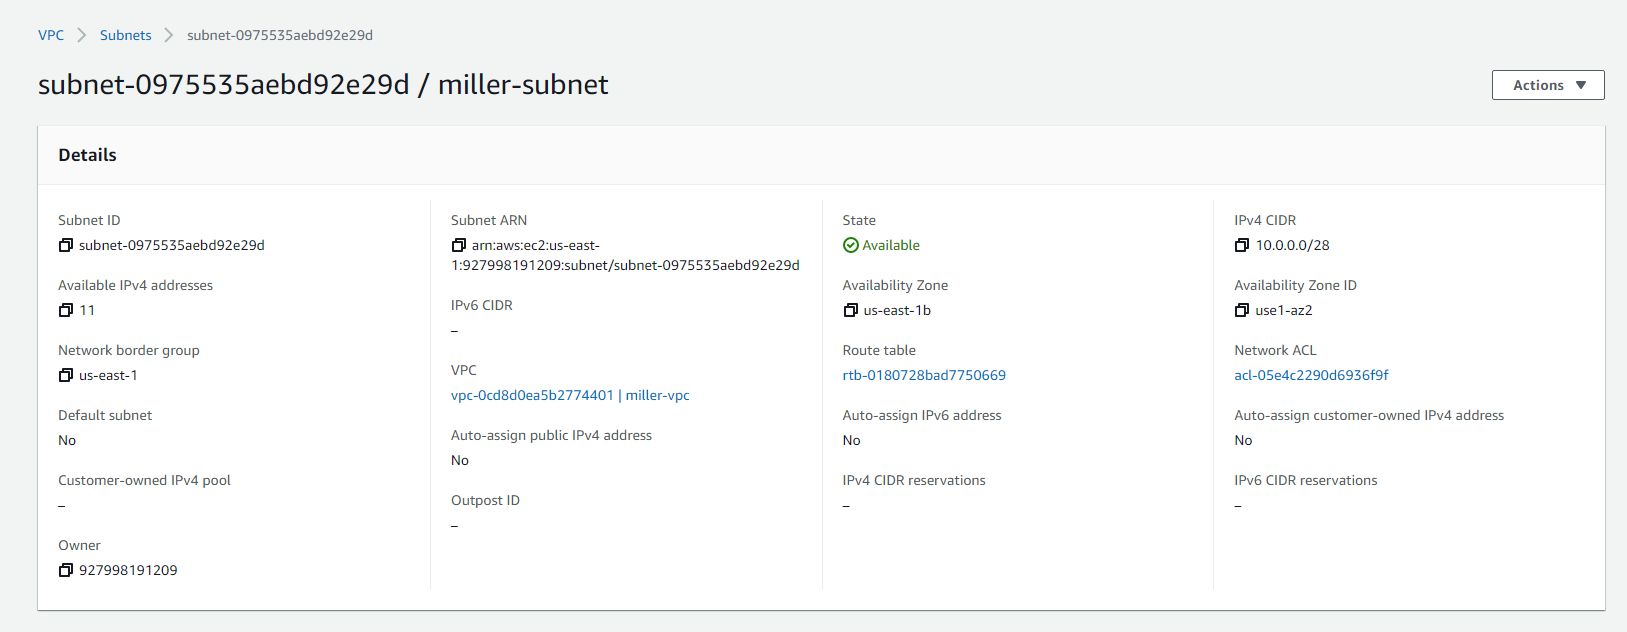 VPC > Subnets > subnet-0975535aebd92e29d
subnet-0975535aebd92e29d / miller-subnet
Actions
Details
Subnet ID
subnet-0975535aebd92e29d
Available IPv4 addresses
11
Network border group
us-east-1
Default subnet
No
Customer-owned IPv4 pool
–
Owner
927998191209
Subnet ARN
arn:aws:ec2:us-east-
1:927998191209:subnet/subnet-0975535aebd92e29d
IPv6 CIDR
–
VPC
vpc-0cd8d0ea5b2774401 | miller-vpc
Auto-assign public IPv4 address
No
Outpost ID
–
State
Available
Availability Zone
us-east-1b
Route table
rtb-0180728bad7750669
Auto-assign IPv6 address
No
IPv4 CIDR reservations
–
IPv4 CIDR
10.0.0.0/28
Availability Zone ID
use1-az2
Network ACL
acl-05e4c2290d6936f9f
Auto-assign customer-owned IPv4 address
No
IPv6 CIDR reservations
–